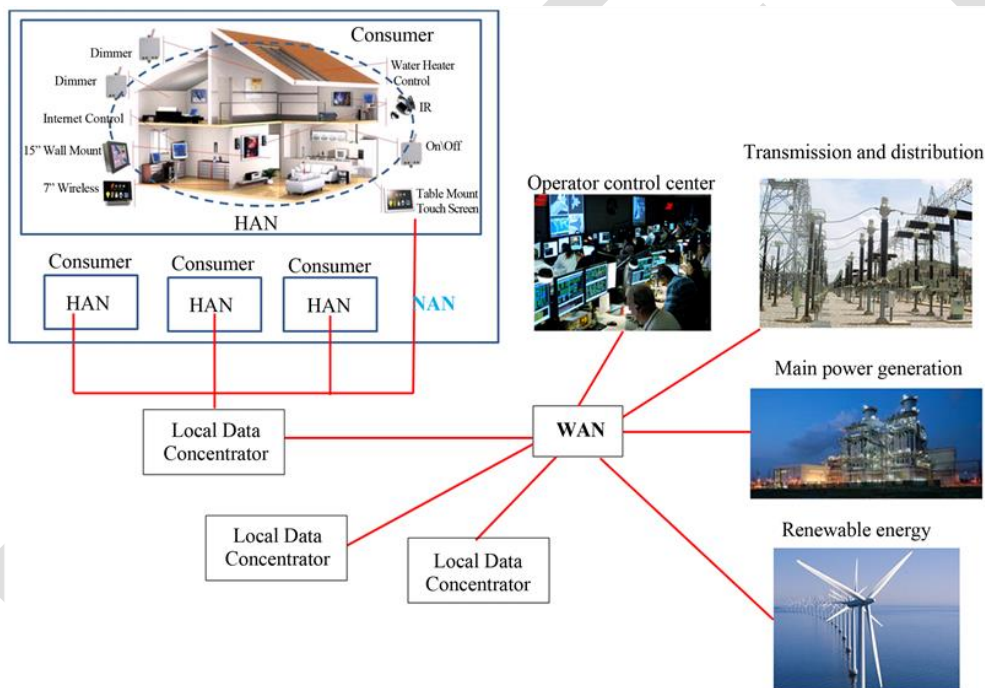 Consumer
Dimmer
Dimmer
Internet Control
15” Wall Mount
7” Wireless
Water Heater
Control
IR
On\Off
Table Mount
Touch Screen
HAN
Consumer
HAN
Consumer
HAN
Consumer
HAN
NAN
Local Data
Concentrator
Local Data
Concentrator
Local Data
Concentrator
WAN
Operator control center
Transmission and distribution
Main power generation
Renewable energy